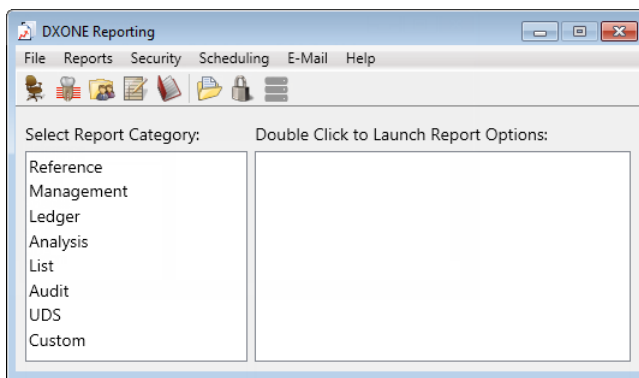 DXONE Reporting
File Reports Security Scheduling E-Mail Help
Select Report Category: Double Click to Launch Report Options:
Reference
Management
Ledger
Analysis
List
Audit
UDS
Custom